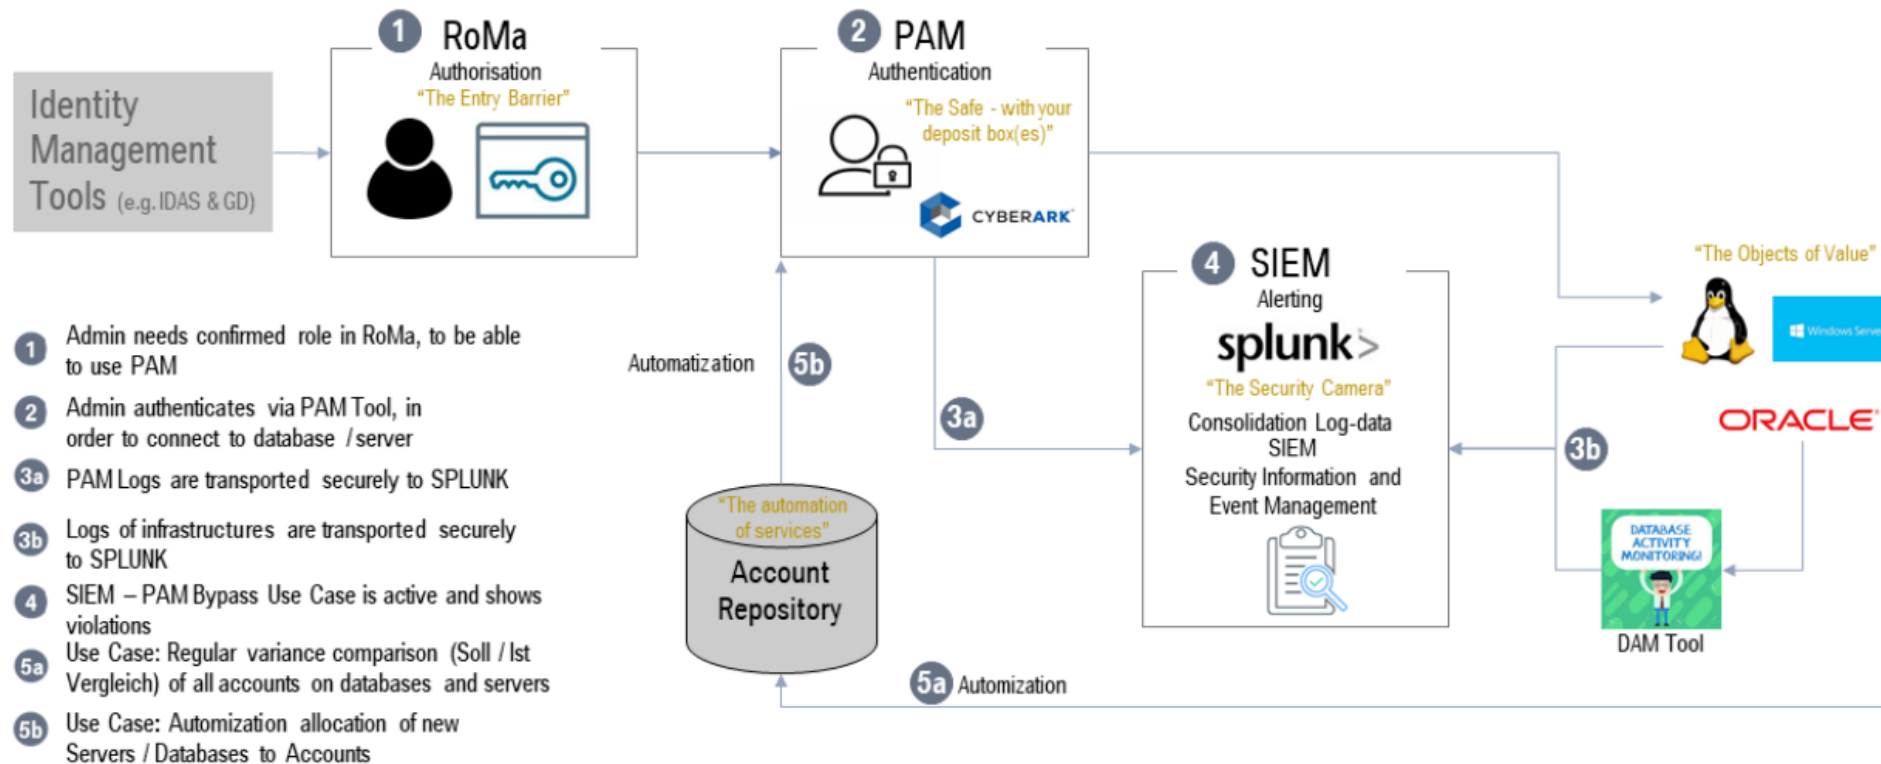 1 RoMa
Authorisation
“The Entry Barrier”
2 PAM
Authentication
“The Safe - with your
deposit box(es)”
CYBERARK
Identity
Management
Tools (e.g. IDAS & GD)
4 SIEM
Alerting
splunk>
“The Security Camera”
Consolidation Log-data
SIEM
Security Information and
Event Management
“The Objects of Value”
Windows Serve
ORACLE
3b
DATABASE
ACTIVITY
MONITORING!
DAM Tool
Automatization 5b
3a
“The automation
of services”
Account
Repository
5a Automization
1 Admin needs confirmed role in RoMa, to be able
to use PAM
2 Admin authenticates via PAM Tool, in
order to connect to database / server
3a PAM Logs are transported securely to SPLUNK
3b Logs of infrastructures are transported securely
to SPLUNK
4 SIEM – PAM Bypass Use Case is active and shows
violations
5a Use Case: Regular variance comparison (Soll / Ist
Vergleich) of all accounts on databases and servers
5b Use Case: Automization allocation of new
Servers / Databases to Accounts